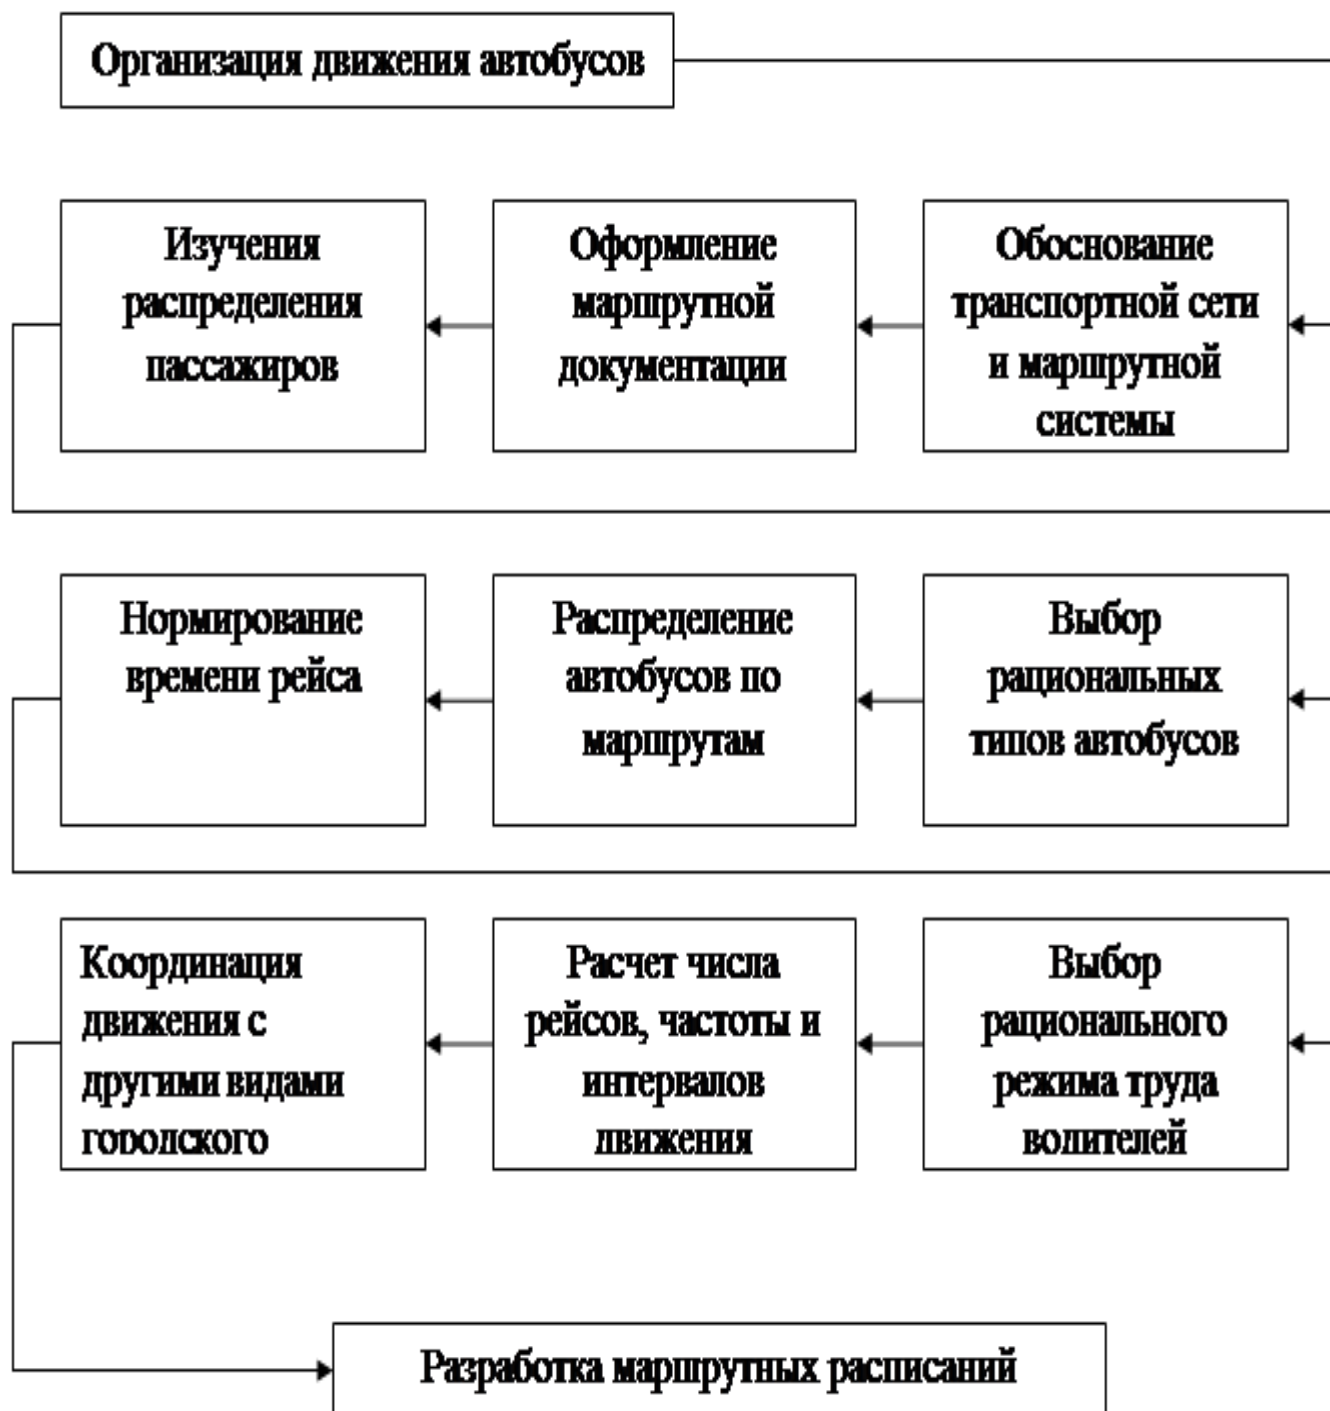 Организация движения автобусов
Изучения
распределения
пассажиров
Оформление
маршрутной
документации
Обоснование
транспортной сети
и маршрутной
системы
Нормирование
времени рейса
Распределение
автобусов по
маршрутам
Выбор
рациональных
типов автобусов
Координация
движения с
другими видами
городского
Расчет числа
рейсов, частоты и
интервалов
движения
Выбор
рационального
режима труда
водителей
Разработка маршрутных расписаний